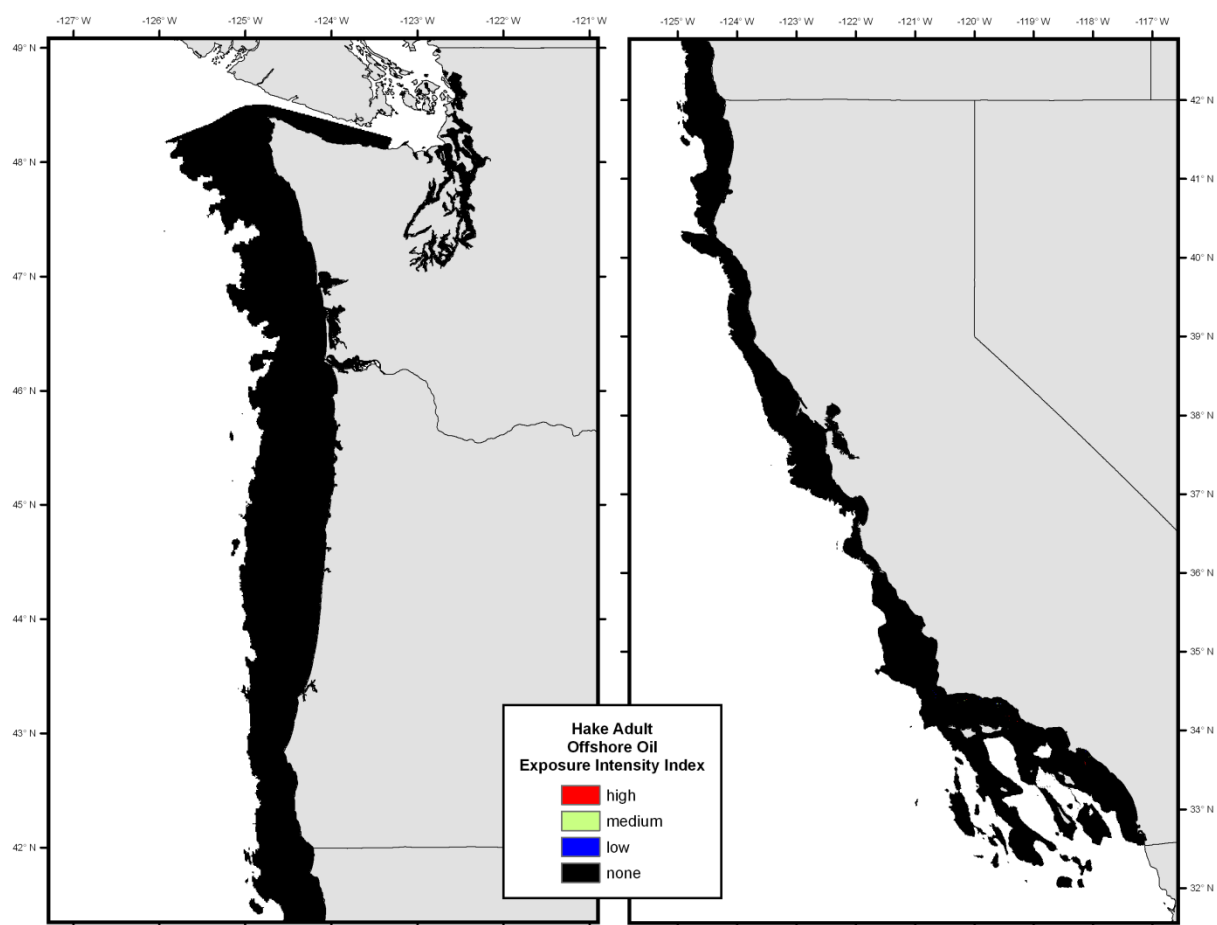 -127° W -126° W -125° W -124° W -123° W -122° W -121° W
-125° W -124° W -123° W -122° W -121° W -120° W -119° W -118° W -117° W
49° N
48° N
47° N
46° N
45° N
44° N
43° N
42° N
42° N
41° N
40° N
39° N
38° N
37° N
36° N
35° N
34° N
33° N
32° N
Hake Adult
Offshore Oil
Exposure Intensity Index
high
medium
low
none